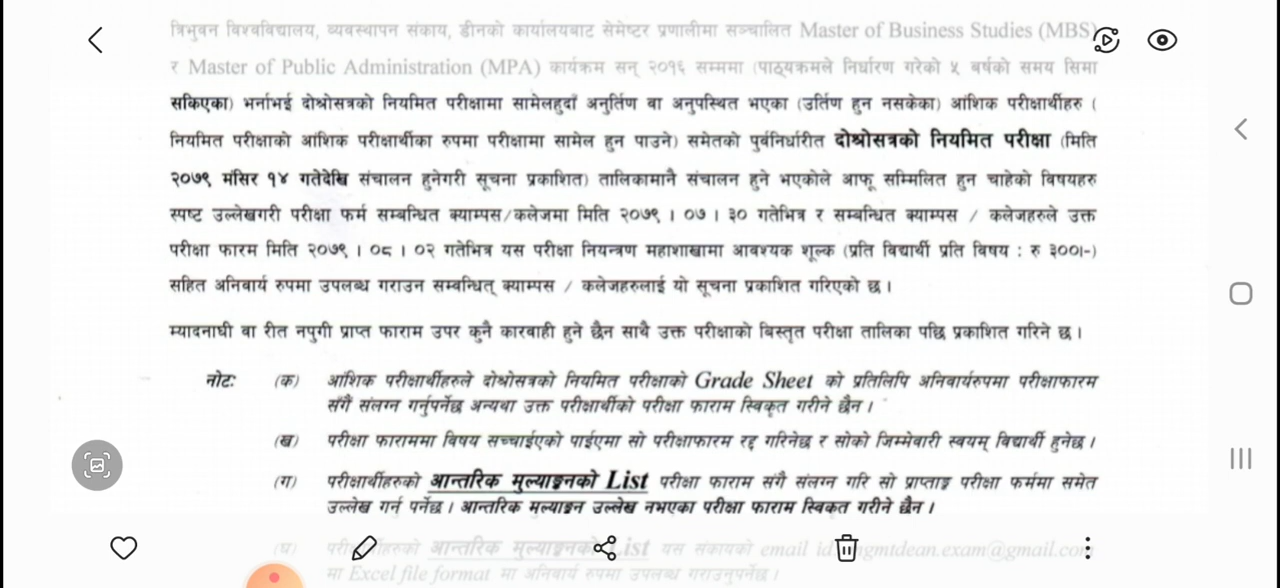 त्रिभुवन विश्वविद्यालय, व्यवस्थापन संकाय, डीनको कार्यालयबाट सेमेष्टर प्रणालीमा सञ्चालित Master of Business Studies (MBS)
र Master of Public Administration (MPA) कार्यक्रम सन् २०१६ सम्ममा (पाठ्यक्रमले निर्धारण गरेको ५ बर्षको समय सिमा
सकिएका) भर्नाभई दोश्रोसत्रको नियमित परीक्षामा सामेलहुदाँ अनुर्तिण वा अनुपस्थित भएका (उर्तिण हुन नसकेका) आंशिक परीक्षार्थीहरु (
नियमित परीक्षाको आंशिक परीक्षार्थीका रुपमा परीक्षामा सामेल हुन पाउने) समेतको पुर्वनिर्धारीत दोश्रोसत्रको नियमित परीक्षा (मिति
२०७९ मंसिर १४ गतेदेखि संचालन हुनेगरी सूचना प्रकाशित) तालिकामानै संचालन हुने भएकोले आफू सम्मिलित हुन चाहेको बिषयहरु
स्पष्ट उल्लेखगरी परीक्षा फर्म सम्बन्धित क्याम्पस/कलेजमा मिति २०७९ । ०७ । ३० गतेभित्र र सम्बन्धित क्याम्पस / कलेजहरुले उक्त
परीक्षा फारम मिति २०७९ । ०८ । ०२ गतेभित्र यस परीक्षा नियन्त्रण महाशाखामा आवश्यक शूल्क (प्रति विद्यार्थी प्रति विषय : रु ३००।-)
सहित अनिवार्य रुपमा उपलब्ध गराउन सम्बन्धित् क्याम्पस / कलेजहरुलाई यो सूचना प्रकाशित गरिएको छ ।
म्यादनाघी वा रीत नपुगी प्राप्त फाराम उपर कुनै कारवाही हुने छैन साथै उक्त परीक्षाको बिस्तृत परीक्षा तालिका पछि प्रकाशित गरिने छ ।
नोटः (क) आंशिक परीक्षार्थीहरुले दोश्रोसत्रको नियमित परीक्षाको Grade Sheet को प्रतिलिपि अनिवार्यरुपमा परीक्षाफारम
संगै संलग्न गर्नुपर्नेछ अन्यथा उक्त परीक्षार्थीको परीक्षा फाराम स्विकृत गरीने छैन ।
(ख) परीक्षा फाराममा विषय सच्चाईएको पाईएमा सो परीक्षाफारम रद्द गरिनेछ र सोको जिम्मेवारी स्वयम् विद्यार्थी हुनेछ ।
(ग) परीक्षार्थीहरुको आन्तरिक मुल्याङ्कनको List परीक्षा फाराम संगै संलग्न गरि सो प्राप्ताङ्क परीक्षा फर्ममा समेत
उल्लेख गर्न पर्नेछ । आन्तरिक मुल्याङ्कन उल्लेख नभएका परीक्षा फाराम स्विकृत गरीने छैन ।
(घ) आन्तरिक मुल्याङ्कनको List यस संकायको email
मा Excel file format मा अनिवार्य रुपमा उपलब्ध गराउनुपर्नेछ ।